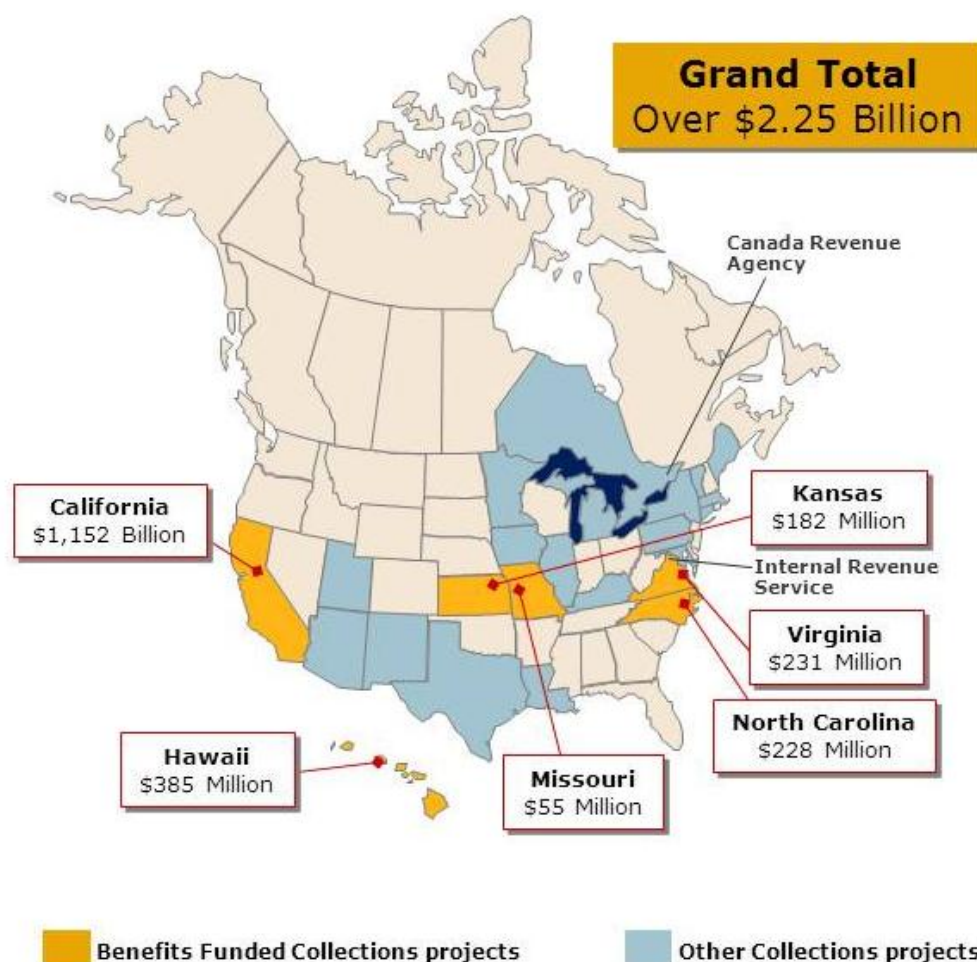 Grand Total
Over $2.25 Billion
Canada Revenue
Agency
California
$1,152 Billion
Kansas
$182 Million
Internal Revenue
Service
Virginia
$231 Million
North Carolina
$228 Million
Hawaii
$385 Million
Missouri
$55 Million
Benefits Funded Collections projects
Other Collections projects